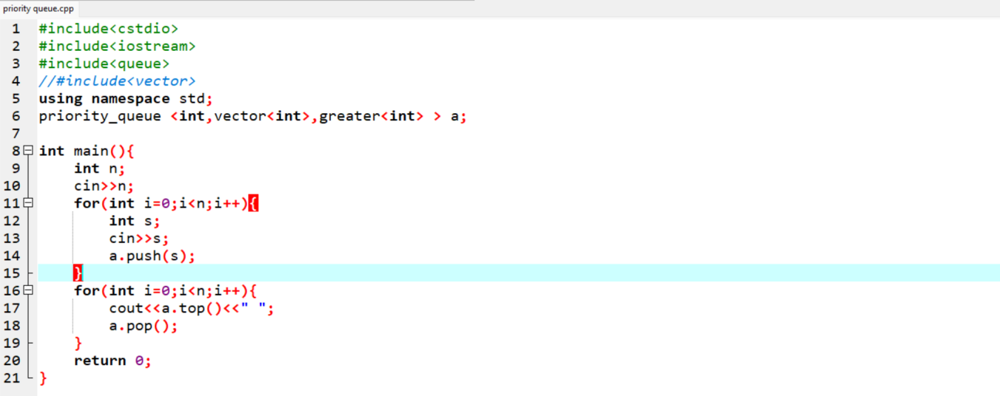 priority queue.cpp
1 #include<cstdio>
2 #include<iostream>
3 #include<queue>
4 //#include<vector>
5 using namespace std;
6 priority_queue <int,vector<int>,greater<int> > a;
7
8 int main(){
9     int n;
10     cin>>n;
11     for(int i=0;i<n;i++){
12         int s;
13         cin>>s;
14         a.push(s);
15     }
16     for(int i=0;i<n;i++){
17         cout<<a.top()<<" ";
18         a.pop();
19     }
20     return 0;
21 }